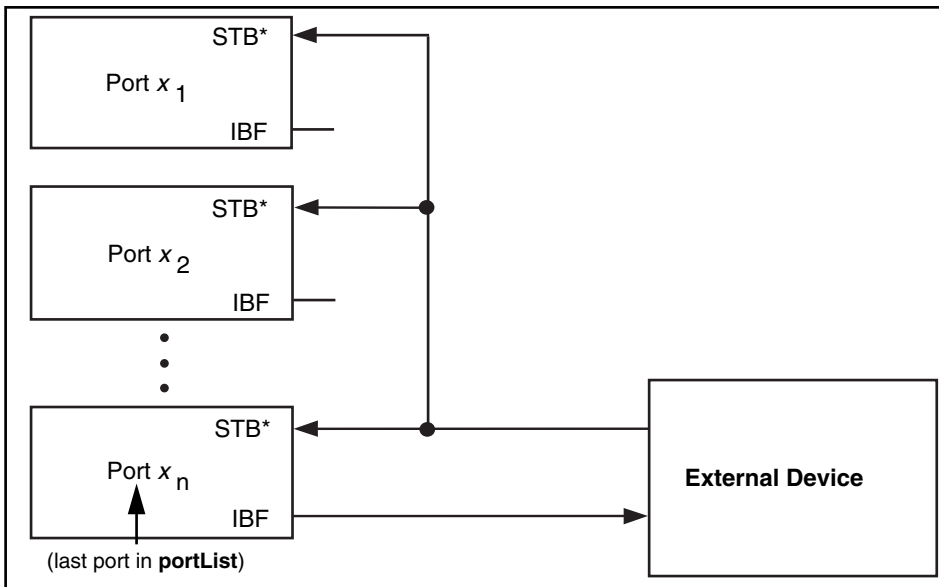 STB*
Port x 1
IBF
STB*
Port x 2
IBF
STB*
Port x n
IBF
External Device
(last port in portList)